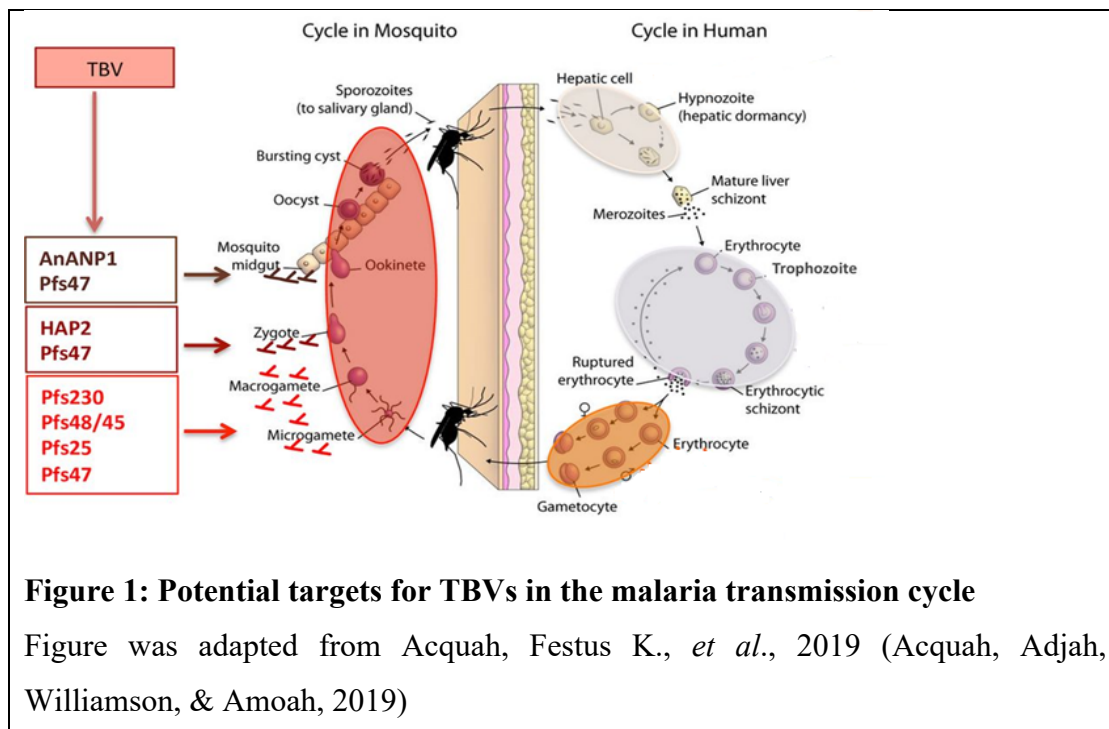 Cycle in Mosquito
Cycle in Human
TBV
Sporozoites
(to salivary gland)
Bursting cyst
Oocyst
Mosquito
midgut
Ookinete
Zygote
Macrogamete
Microgamete
AnANP1
Pfs47
HAP2
Pfs47
Pfs230
Pfs48/45
Pfs25
Pfs47
Hepatic cell
Hypnozoite
(hepatic dormancy)
Mature liver
schizont
Merozoites
Erythrocyte
Trophozoite
Ruptured
erythrocyte
Erythrocytic
schizont
♀
Erythrocyte
♂
Gametocyte
Figure 1: Potential targets for TBVs in the malaria transmission cycle
Figure was adapted from Acquah, Festus K., et al., 2019 (Acquah, Adjah,
Williamson, & Amoah, 2019)